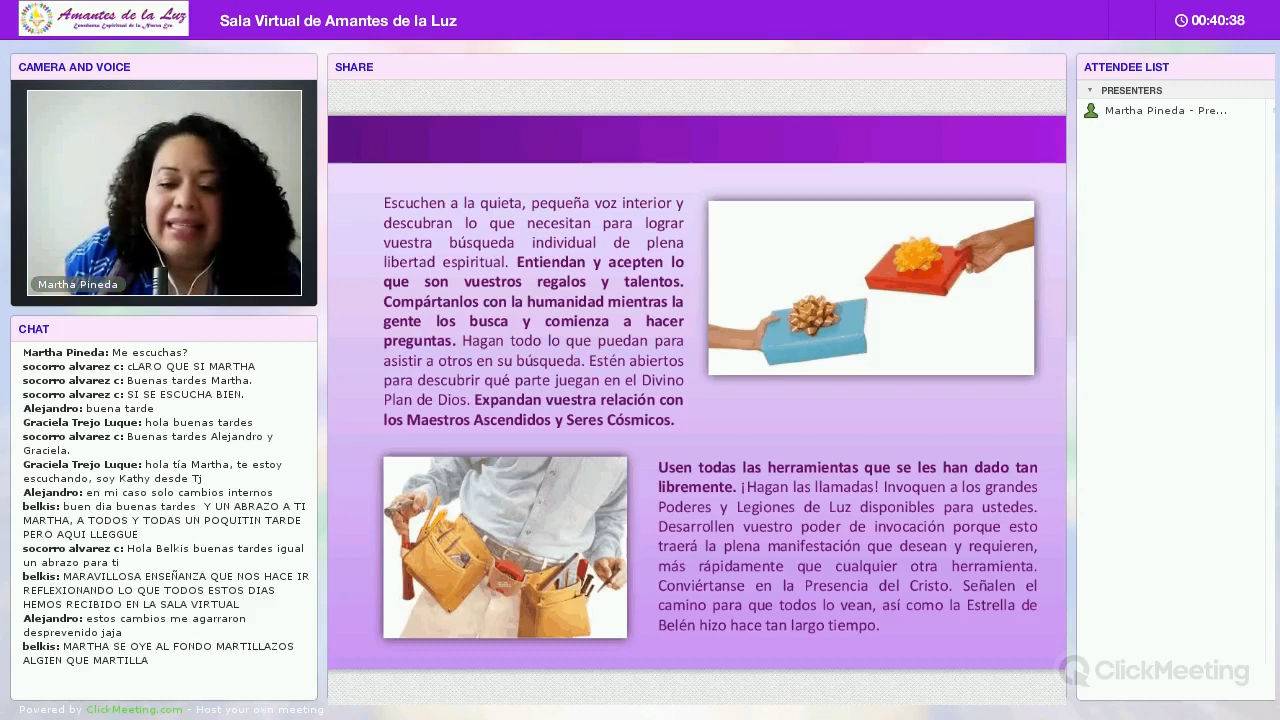 Amantes de la Luz
Enseñanza Espiritual de la Nueva Era
Sala Virtual de Amantes de la Luz
00:40:38
CAMERA AND VOICE
Martha Pineda
CHAT
Martha Pineda: Me escuchas?
socorro alvarez c: cLARO QUE SI MARTHA
socorro alvarez c: Buenas tardes Martha.
socorro alvarez c: SI SE ESCUCHA BIEN.
Alejandro: buena tarde
Graciela Trejo Luque: hola buenas tardes
socorro alvarez c: Buenas tardes Alejandro y
Graciela.
Graciela Trejo Luque: hola tía Martha, te estoy
escuchando, soy Kathy desde Tj
Alejandro: en mi caso solo cambios internos
belkis: buen dia buenas tardes Y UN ABRAZO A TI
MARTHA, A TODOS Y TODAS UN POQUITIN TARDE
PERO AQUI LLEGGUE
socorro alvarez c: Hola Belkis buenas tardes igual
un abrazo para ti
belkis: MARAVILLOSA ENSEÑANZA QUE NOS HACE IR
REFLEXIONANDO LO QUE TODOS ESTOS DIAS
HEMOS RECIBIDO EN LA SALA VIRTUAL
Alejandro: estos cambios me agarraron
desprevenido jaja
belkis: MARTHA SE OYE AL FONDO MARTILLAZOS
ALGIEN QUE MARTILLA
Powered by ClickMeeting.com - Host your own meeting
SHARE
Escuchen a la quieta, pequeña voz interior y
descubran lo que necesitan para lograr
vuestra búsqueda individual de plena
libertad espiritual. Entiendan y acepten lo
que son vuestros regalos y talentos.
Compártanlos con la humanidad mientras la
gente los busca y comienza a hacer
preguntas. Hagan todo lo que puedan para
asistir a otros en su búsqueda. Estén abiertos
para descubrir qué parte juegan en el Divino
Plan de Dios. Expandan vuestra relación con
los Maestros Ascendidos y Seres Cósmicos.
Usen todas las herramientas que se les han dado tan
libremente. ¡Hagan las llamadas! Invoquen a los grandes
Poderes y Legiones de Luz disponibles para ustedes.
Desarrollen vuestro poder de invocación porque esto
traerá la plena manifestación que desean y requieren,
más rápidamente que cualquier otra herramienta.
Conviértanse en la Presencia del Cristo. Señalen el
camino para que todos lo vean, así como la Estrella de
Belén hizo hace tan largo tiempo.
ATTENDEE LIST
PRESENTERS
Martha Pineda - Pre...
ClickMeeting